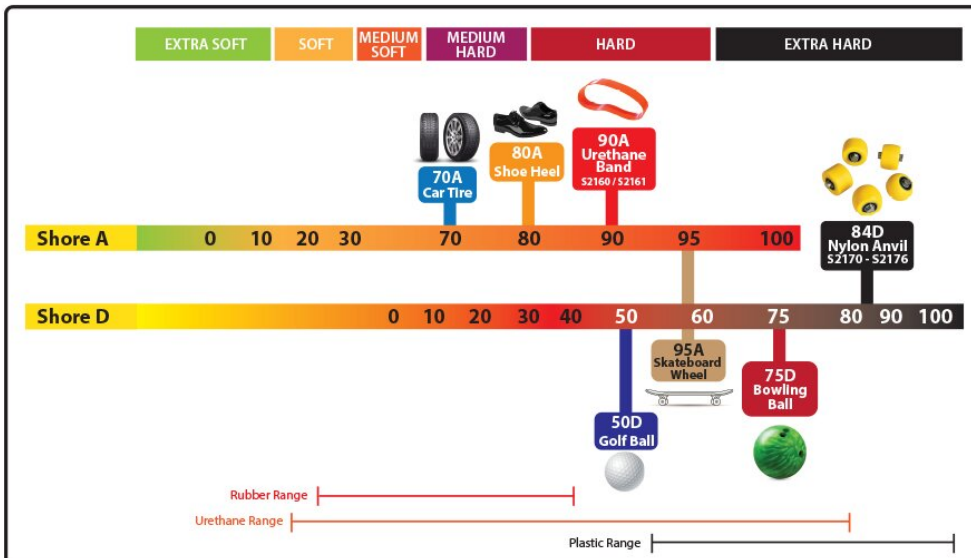 EXTRA SOFT
SOFT
MEDIUM
SOFT
MEDIUM
HARD
HARD
EXTRA HARD
70A
Car Tire
80A
Shoe Heel
90A
Urethane
Band
S2160 / S2161
84D
Nylon Anvil
S2170 - S2176
Shore A 0 10 20 30 70 80 90 95 100
Shore D 0 10 20 30 40 50 60 75 80 90 100
95A
Skateboard
Wheel
75D
Bowling
Ball
50D
Golf Ball
Rubber Range
Urethane Range
Plastic Range